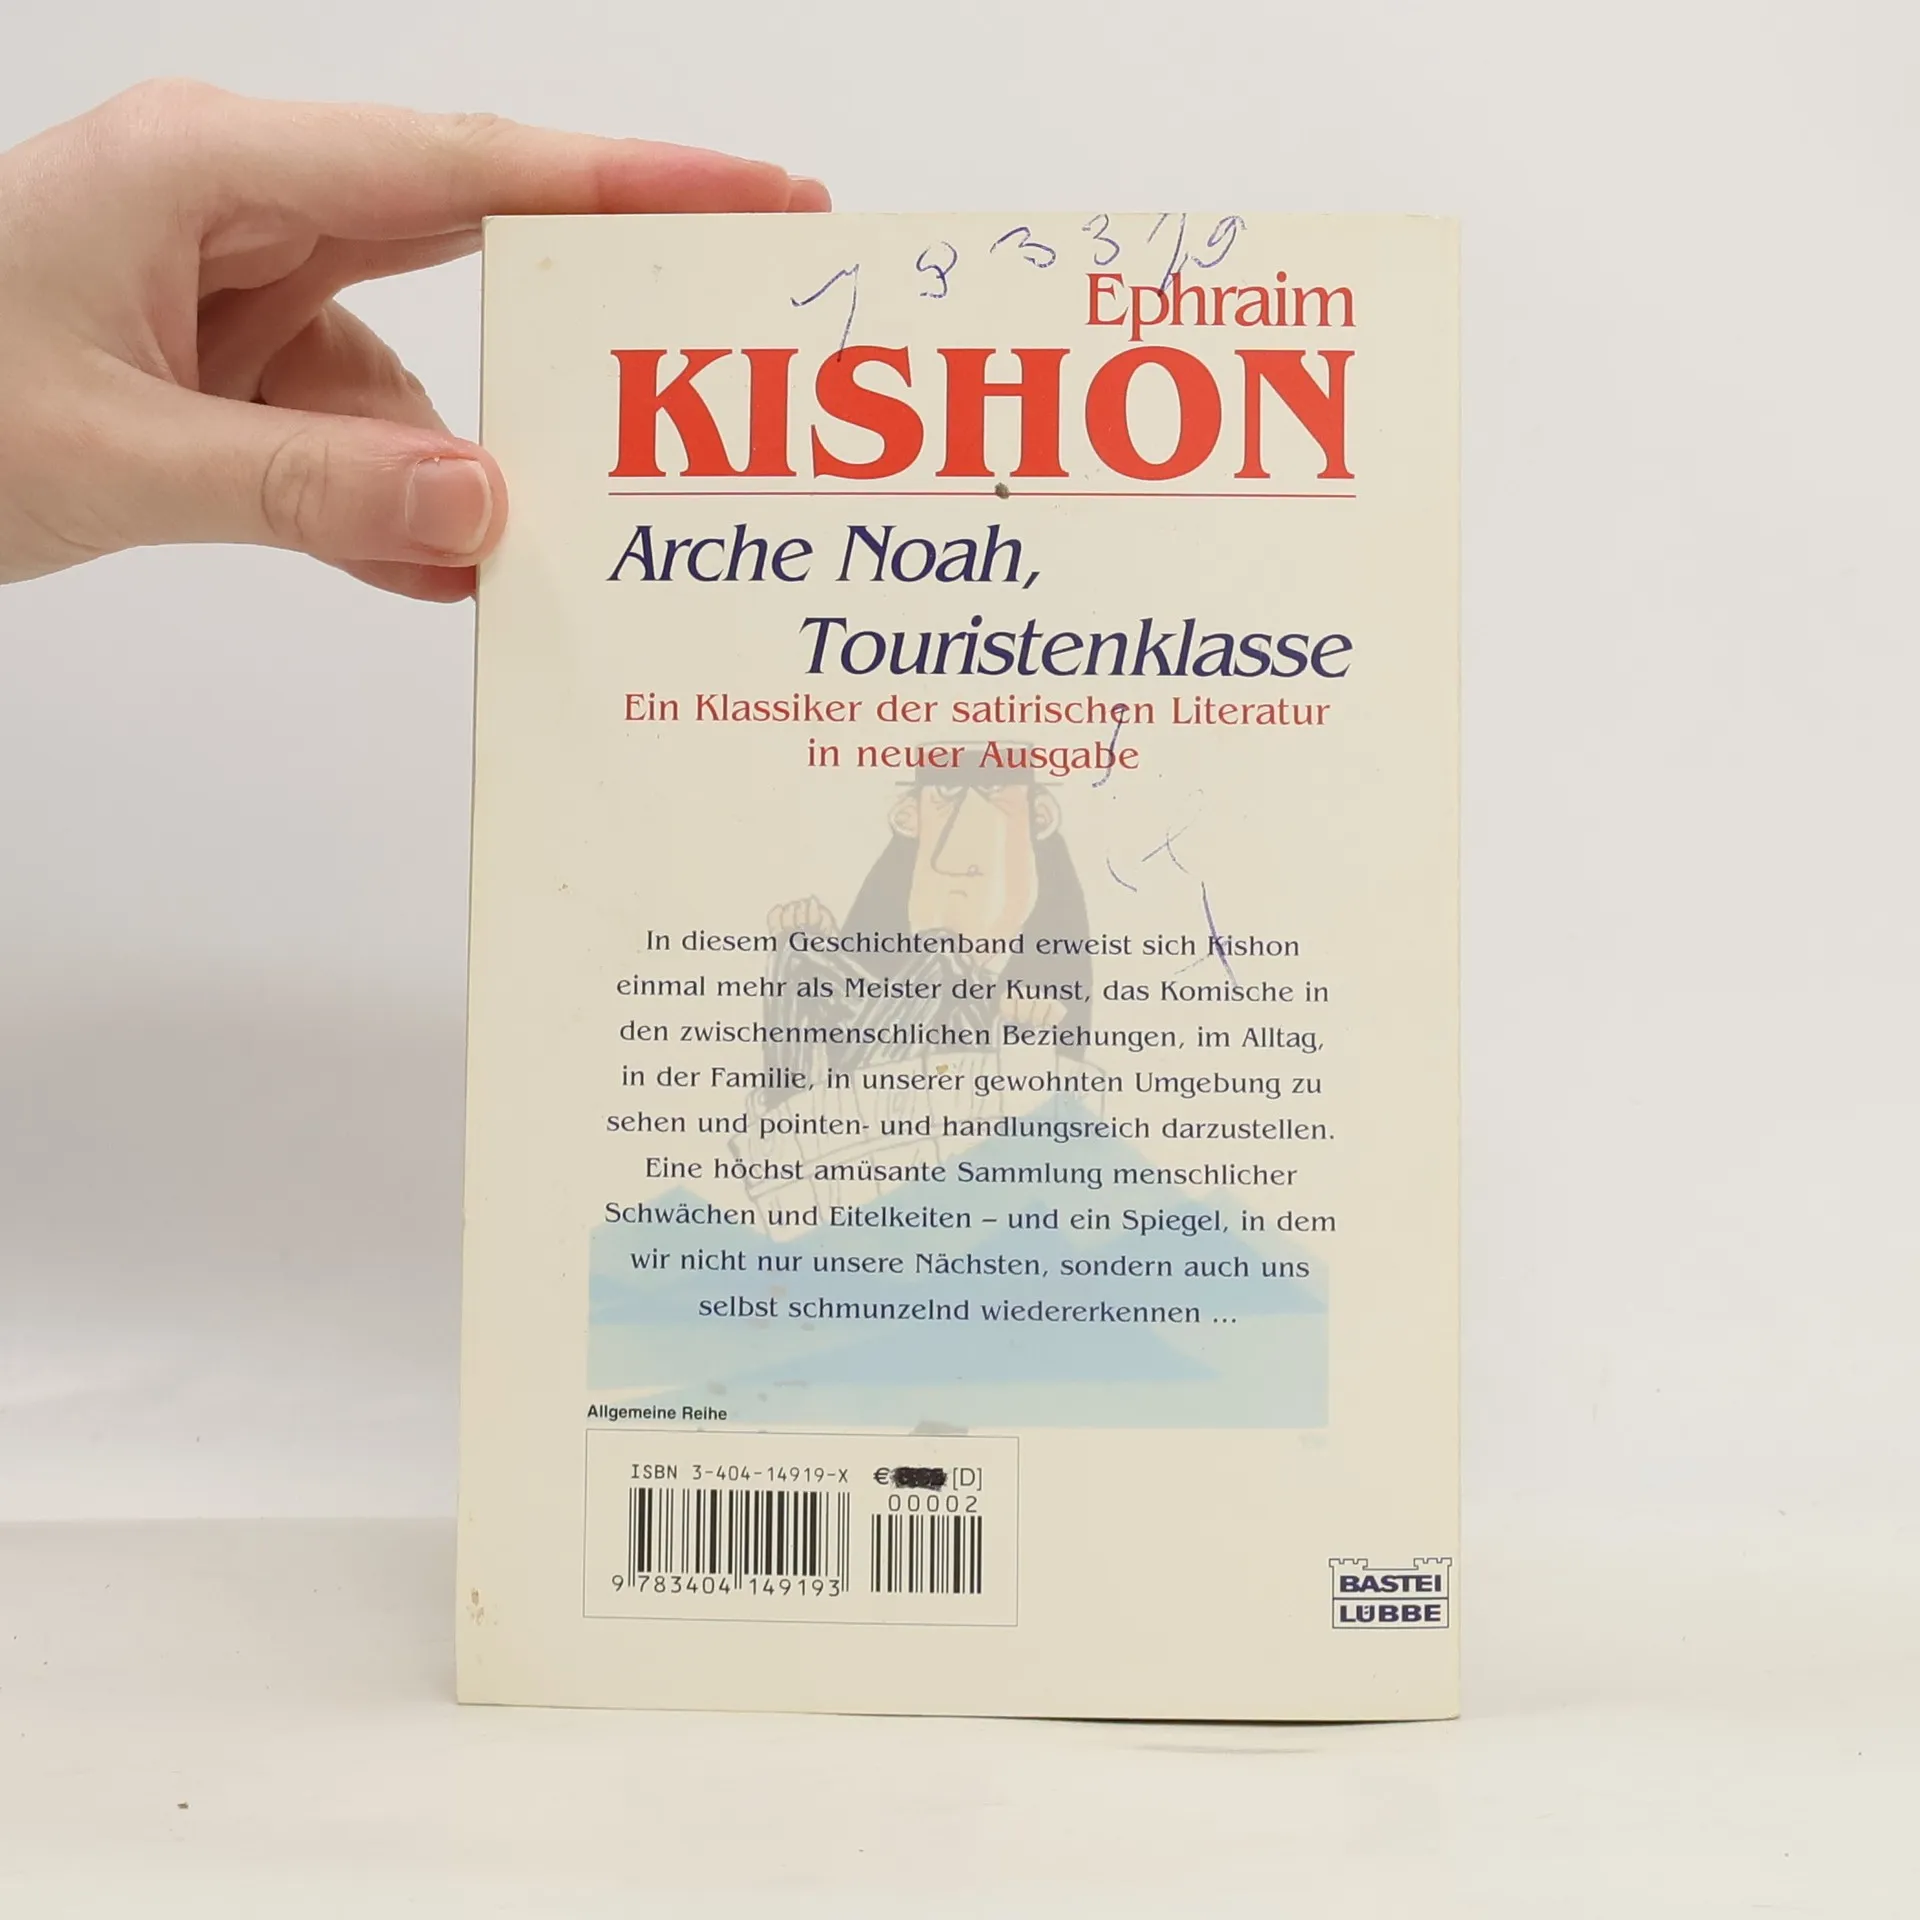 183319
Ephraim
KISHON
Arche Noah,
Touristenklasse
Ein Klassiker der satirischen Literatur
in neuer Ausgabe
In diesem Geschichtenband erweist sich Kishon
einmal mehr als Meister der Kunst, das Komische in
den zwischenmenschlichen Beziehungen, im Alltag,
in der Familie, in unserer gewohnten Umgebung zu
sehen und pointen- und handlungsreich darzustellen.
Eine höchst amüsante Sammlung menschlicher
Schwächen und Eitelkeiten – und ein Spiegel, in dem
wir nicht nur unsere Nächsten, sondern auch uns
selbst schmunzelnd wiedererkennen ...
Allgemeine Reihe
ISBN 3-404-14919-X € [D]
00002
9 783404 149193
BASTEI
LÜBBE